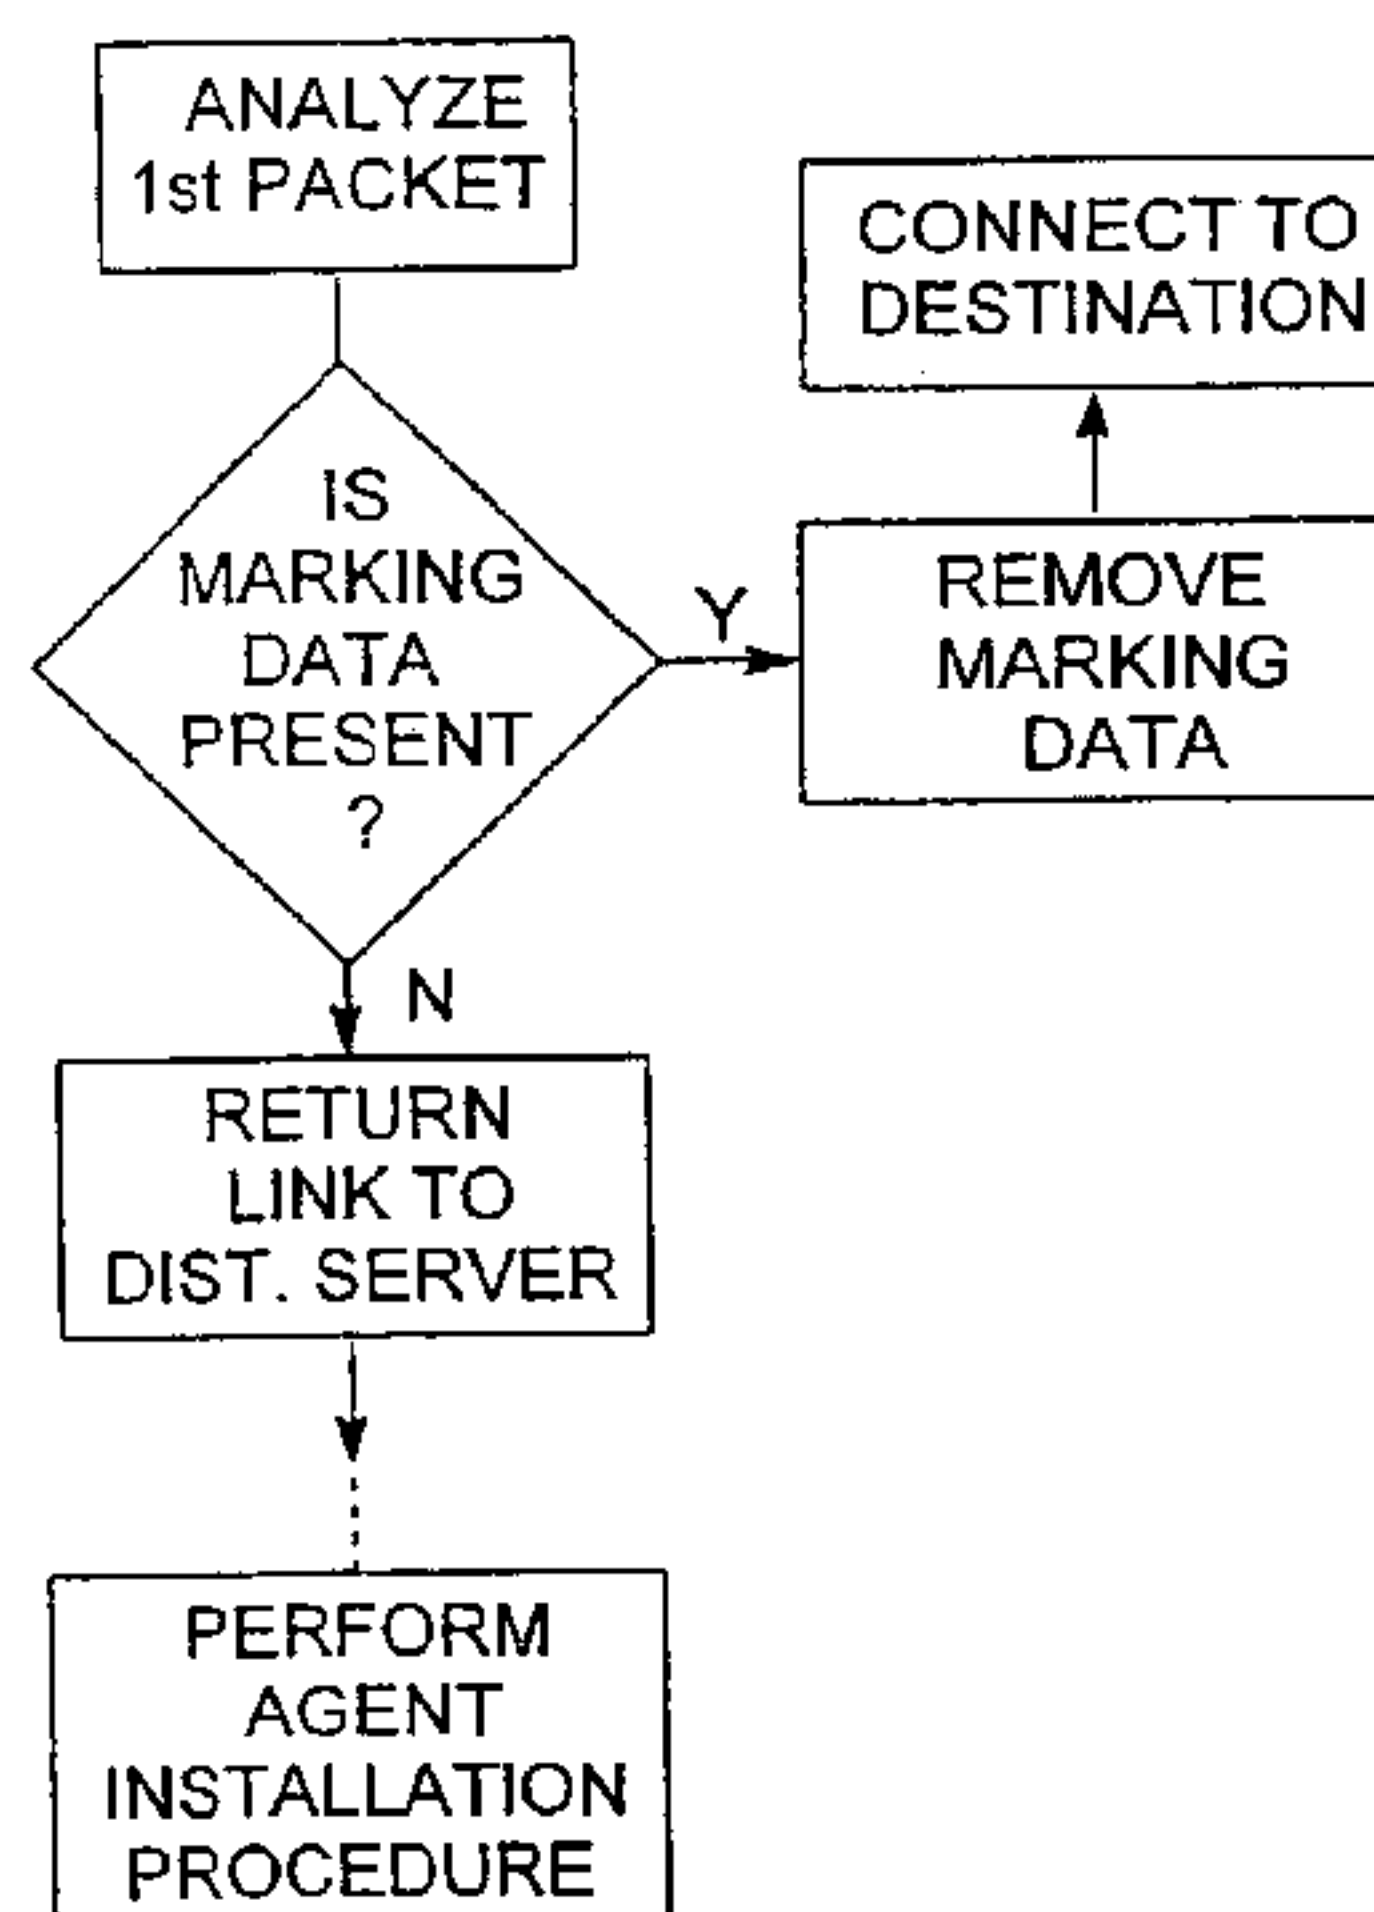 ANALYZE
1st PACKET
IS
MARKING
DATA
PRESENT
?
Y
REMOVE
MARKING
DATA
CONNECT TO
DESTINATION
N
RETURN
LINK TO
DIST. SERVER
PERFORM
AGENT
INSTALLATION
PROCEDURE